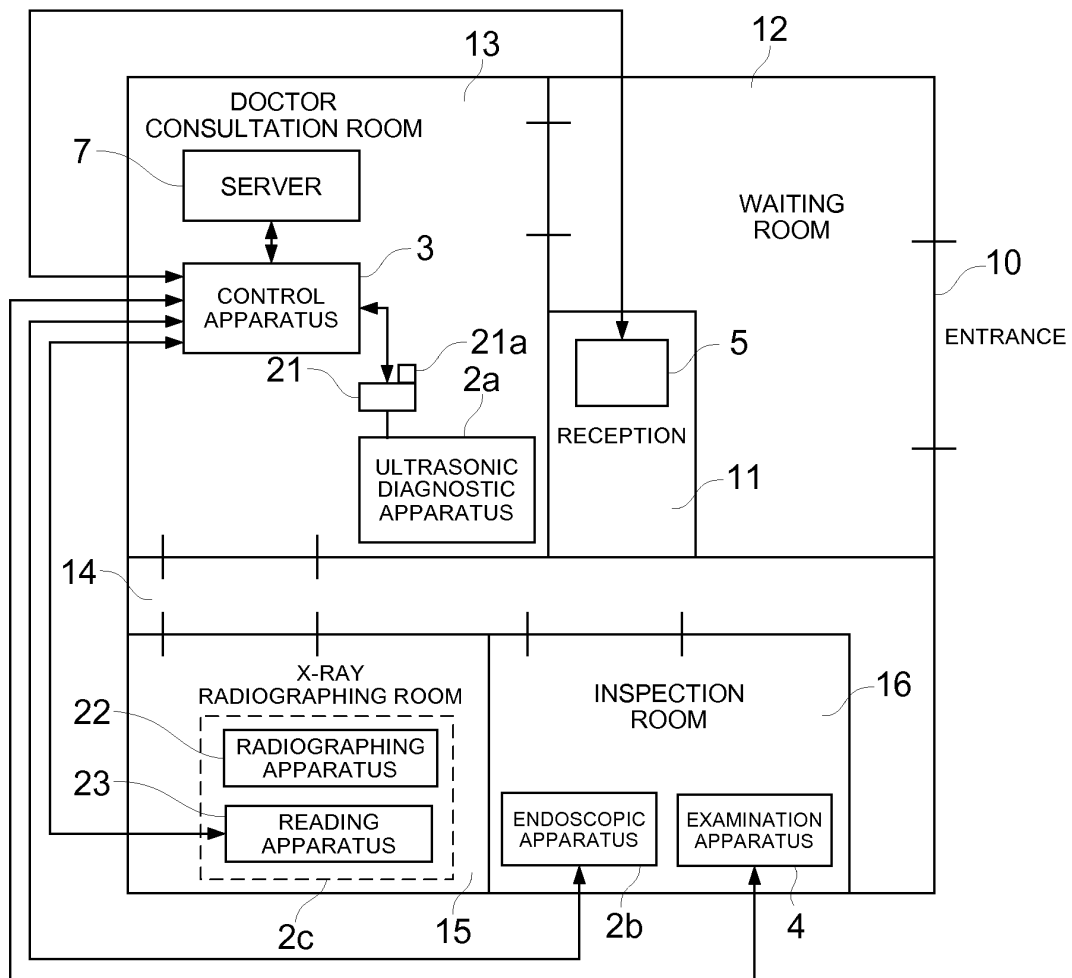 13
12
DOCTOR
CONSULTATION ROOM
7
SERVER
WAITING
ROOM
3
10
CONTROL
APPARATUS
ENTRANCE
21
21a
5
2a
RECEPTION
ULTRASONIC
DIAGNOSTIC
APPARATUS
11
14
X-RAY
RADIOGRAPHING ROOM
INSPECTION
ROOM
16
22
RADIOGRAPHING
APPARATUS
23
READING
APPARATUS
ENDOSCOPIC
APPARATUS
EXAMINATION
APPARATUS
2c
15
2b
4